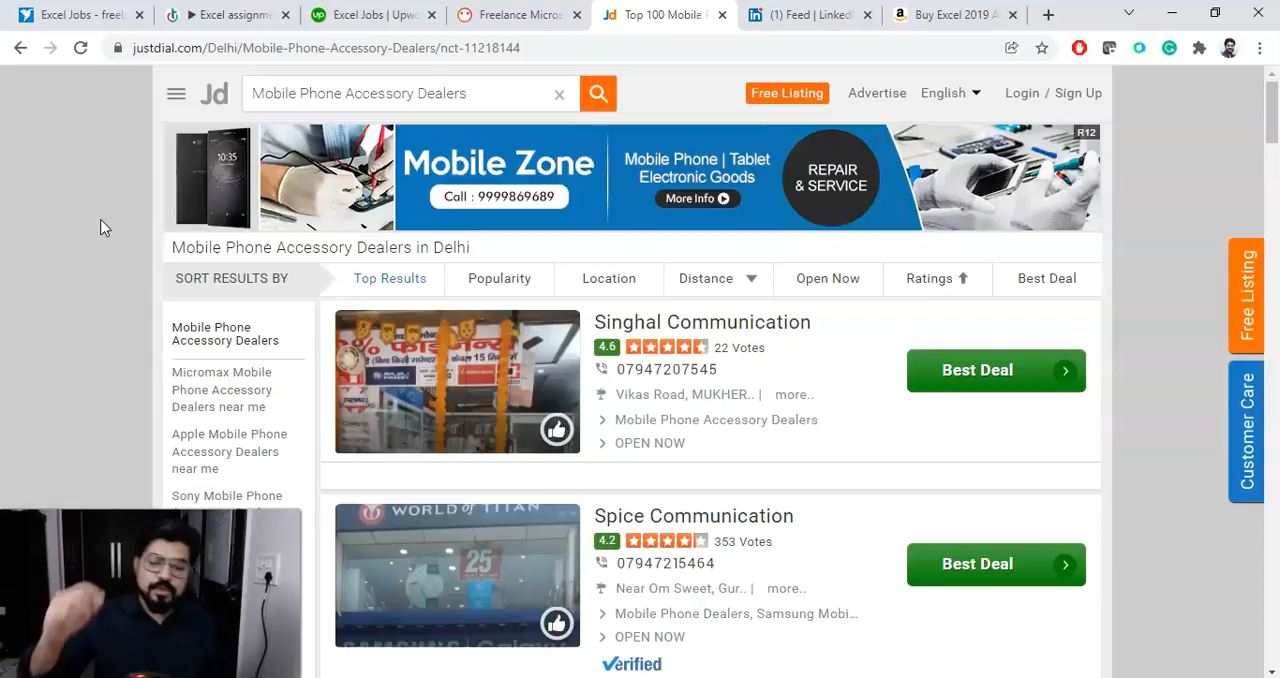 Excel Jobs - freel
▶ Excel assignme
Excel Jobs | Upwo
Freelance Micros
Top 100 Mobile P
(1) Feed | LinkedI
Buy Excel 2019 A
justdial.com/Delhi/Mobile-Phone-Accessory-Dealers/nct-11218144
Jd
Mobile Phone Accessory Dealers
Free Listing
Advertise
English
Login / Sign Up
10:35
Mobile Zone
Call : 9999869689
Mobile Phone | Tablet
Electronic Goods
More Info
REPAIR
& SERVICE
R12
Mobile Phone Accessory Dealers in Delhi
SORT RESULTS BY
Top Results
Popularity
Location
Distance
Open Now
Ratings
Best Deal
Mobile Phone
Accessory Dealers
Micromax Mobile
Phone Accessory
Dealers near me
Apple Mobile Phone
Accessory Dealers
near me
Sony Mobile Phone
Singhal Communication
4.6
22 Votes
07947207545
Vikas Road, MUKHER.. | more..
Mobile Phone Accessory Dealers
OPEN NOW
Best Deal
WORLD OF TITAN
25
SAMSUNG Galaxy
Spice Communication
4.2
353 Votes
07947215464
Near Om Sweet, Gur.. | more..
Mobile Phone Dealers, Samsung Mobi...
OPEN NOW
Verified
Best Deal
Free Listing
Customer Care